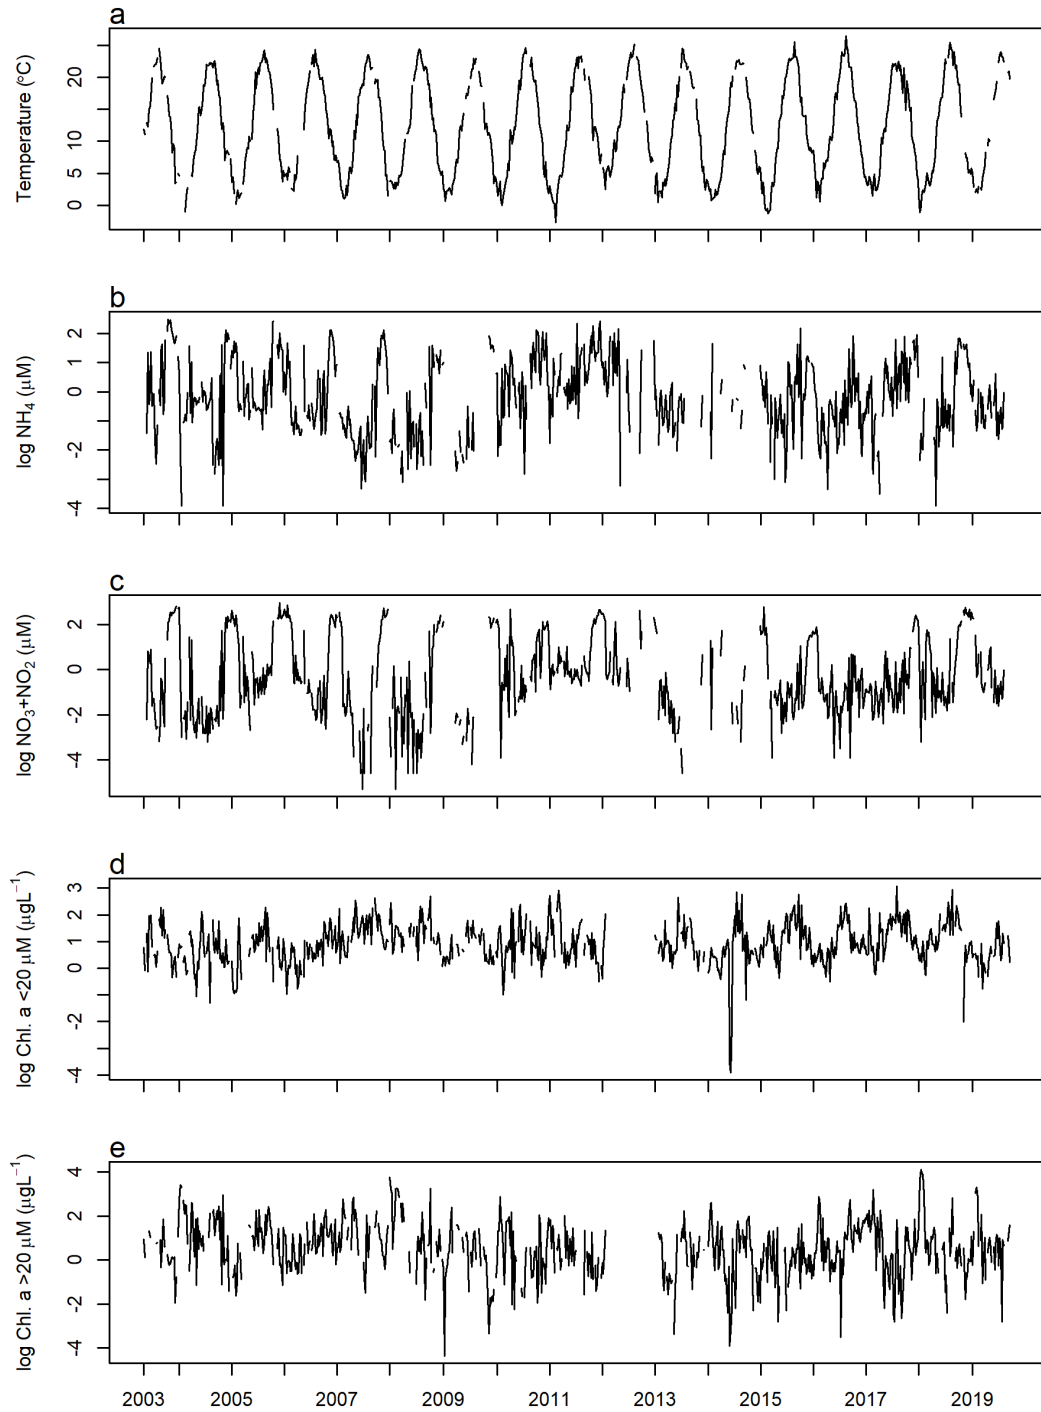 a
Temperature (°C)
20
10
5
0
b
log NH₄ (μM)
2
1
0
-2
-4
c
log NO₃+NO₂ (μM)
2
0
-2
-4
d
log Chl. a <20 μM (μgL⁻¹)
3
2
1
0
-2
-4
e
log Chl. a >20 μM (μgL⁻¹)
4
2
0
-2
-4
2003 2005 2007 2009 2011 2013 2015 2017 2019